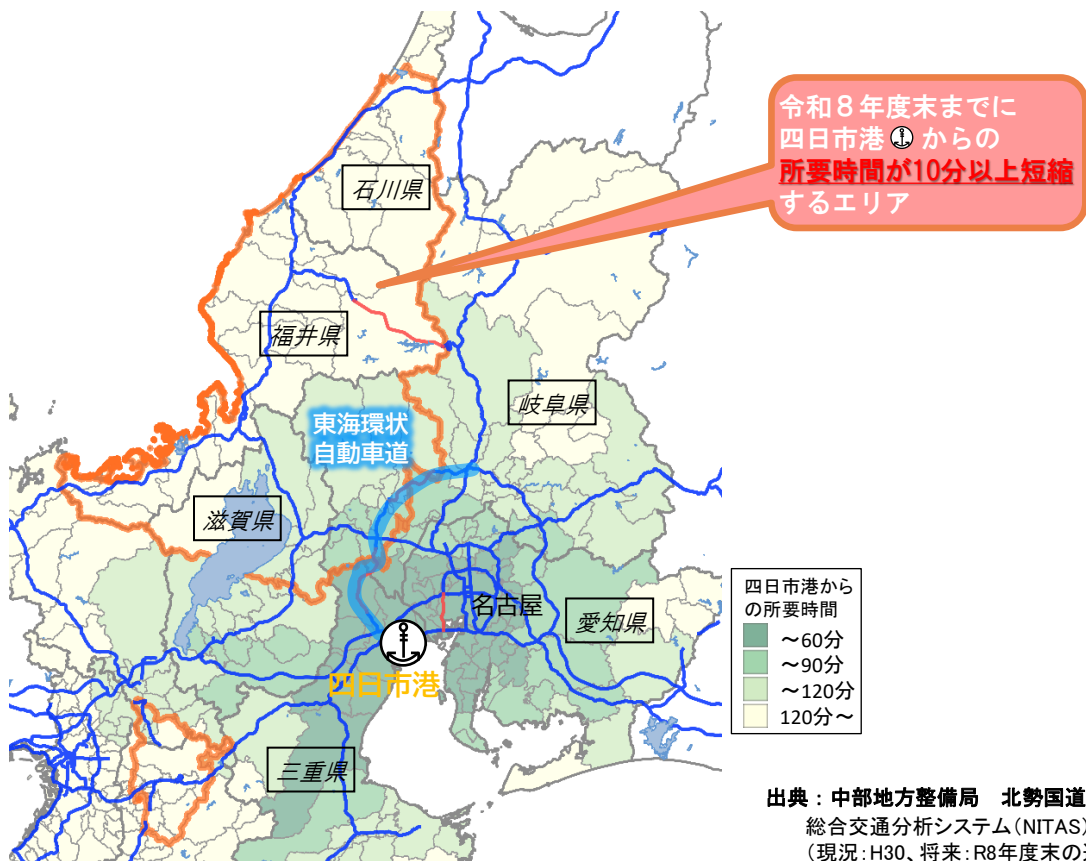 令和8年度末までに
四日市港 からの
所要時間が10分以上短縮
するエリア
石川県
福井県
岐阜県
東海環状
自動車道
滋賀県
名古屋
愛知県
四日市港
三重県
四日市港から
の所要時間
～60分
～90分
～120分
120分～
出典：中部地方整備局　北勢国道
総合交通分析システム(NITAS)
(現況：H30、将来：R8年度末の